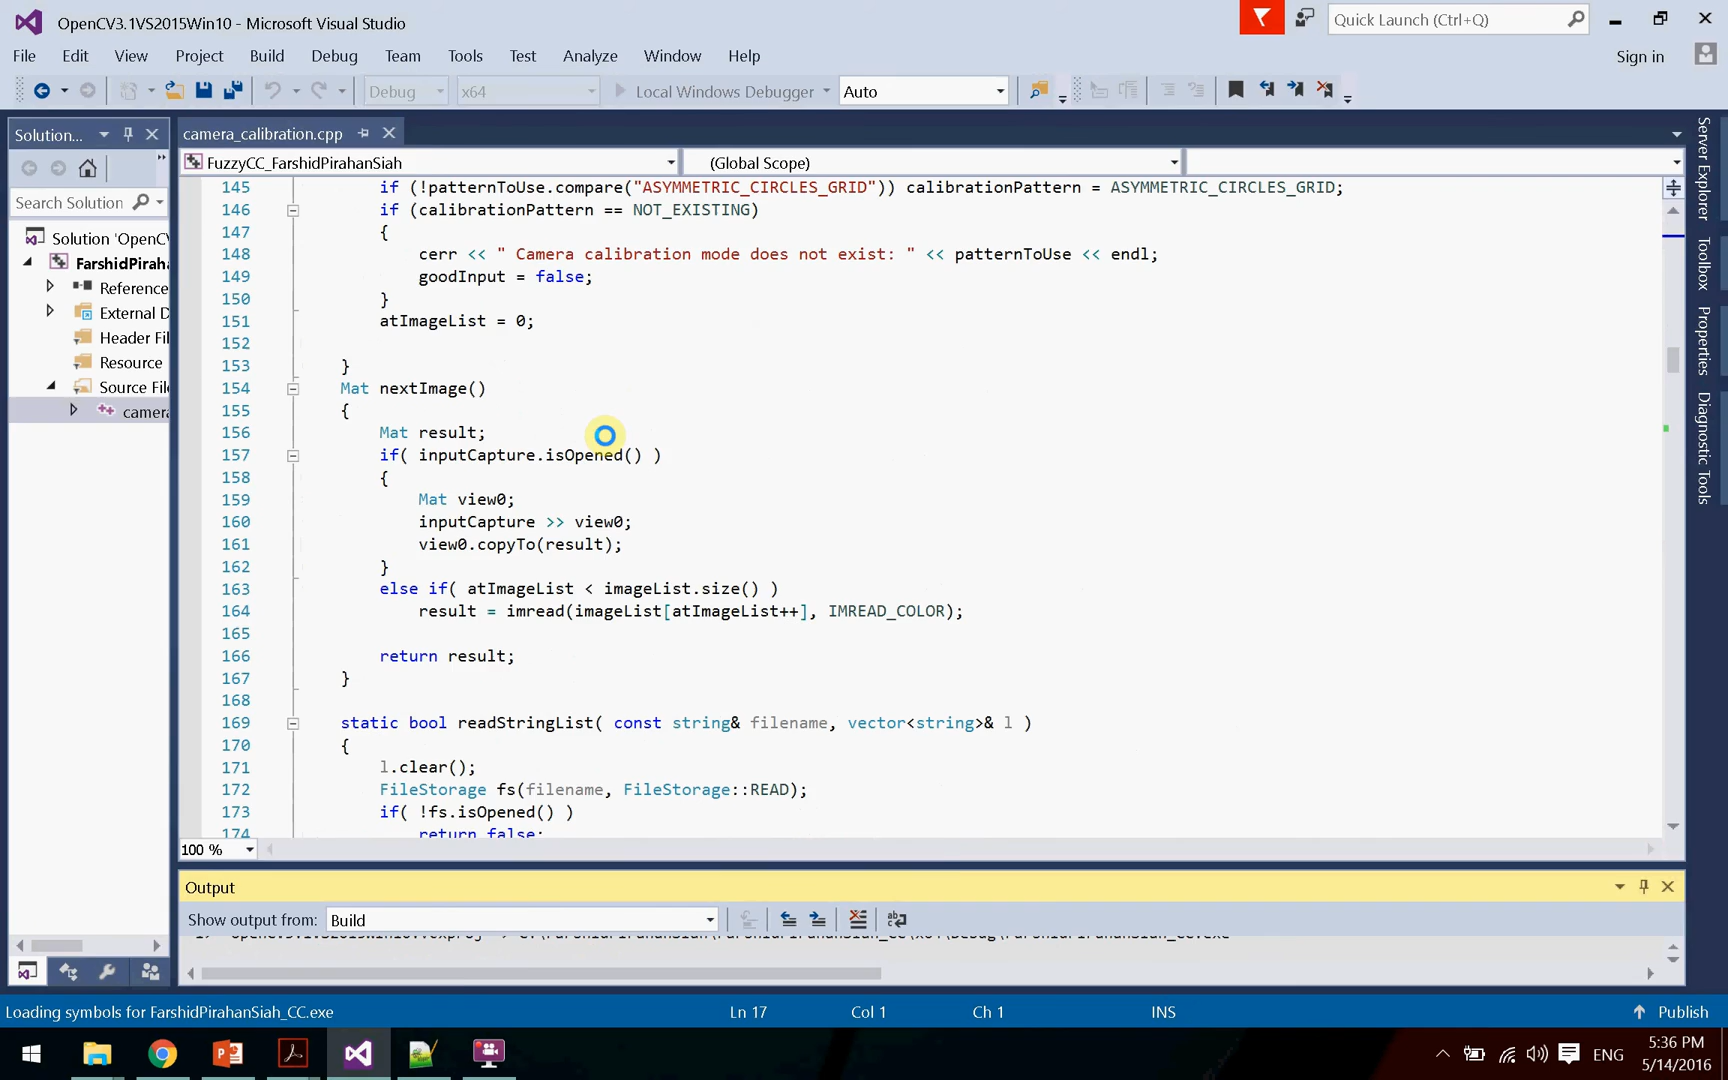 OpenCV3.1VS2015Win10 - Microsoft Visual Studio
Quick Launch (Ctrl+Q)
File Edit View Project Build Debug Team Tools Test Analyze Window Help
Sign in
Debug x64 Local Windows Debugger Auto
Solution... camera_calibration.cpp
FuzzyCC_FarshidPirahanSiah (Global Scope)
Search Solution
Solution 'OpenC
FarshidPiraha
Reference
External D
Header Fil
Resource
Source File
camera
145 if (!patternToUse.compare("ASYMMETRIC_CIRCLES_GRID")) calibrationPattern = ASYMMETRIC_CIRCLES_GRID;
146 if (calibrationPattern == NOT_EXISTING)
147 {
148 cerr << " Camera calibration mode does not exist: " << patternToUse << endl;
149 goodInput = false;
150 }
151 atImageList = 0;
152
153 }
154 Mat nextImage()
155 {
156 Mat result;
157 if( inputCapture.isOpened() )
158 {
159 Mat view0;
160 inputCapture >> view0;
161 view0.copyTo(result);
162 }
163 else if( atImageList < imageList.size() )
164 result = imread(imageList[atImageList++], IMREAD_COLOR);
165
166 return result;
167 }
168
169 static bool readStringList( const string& filename, vector<string>& l )
170 {
171 l.clear();
172 FileStorage fs(filename, FileStorage::READ);
173 if( !fs.isOpened() )
174 return false;
100 %
Server Explorer
Toolbox
Properties
Diagnostic Tools
Output
Show output from: Build
Loading symbols for FarshidPirahanSiah_CC.exe Ln 17 Col 1 Ch 1 INS Publish
ENG
5:36 PM
5/14/2016